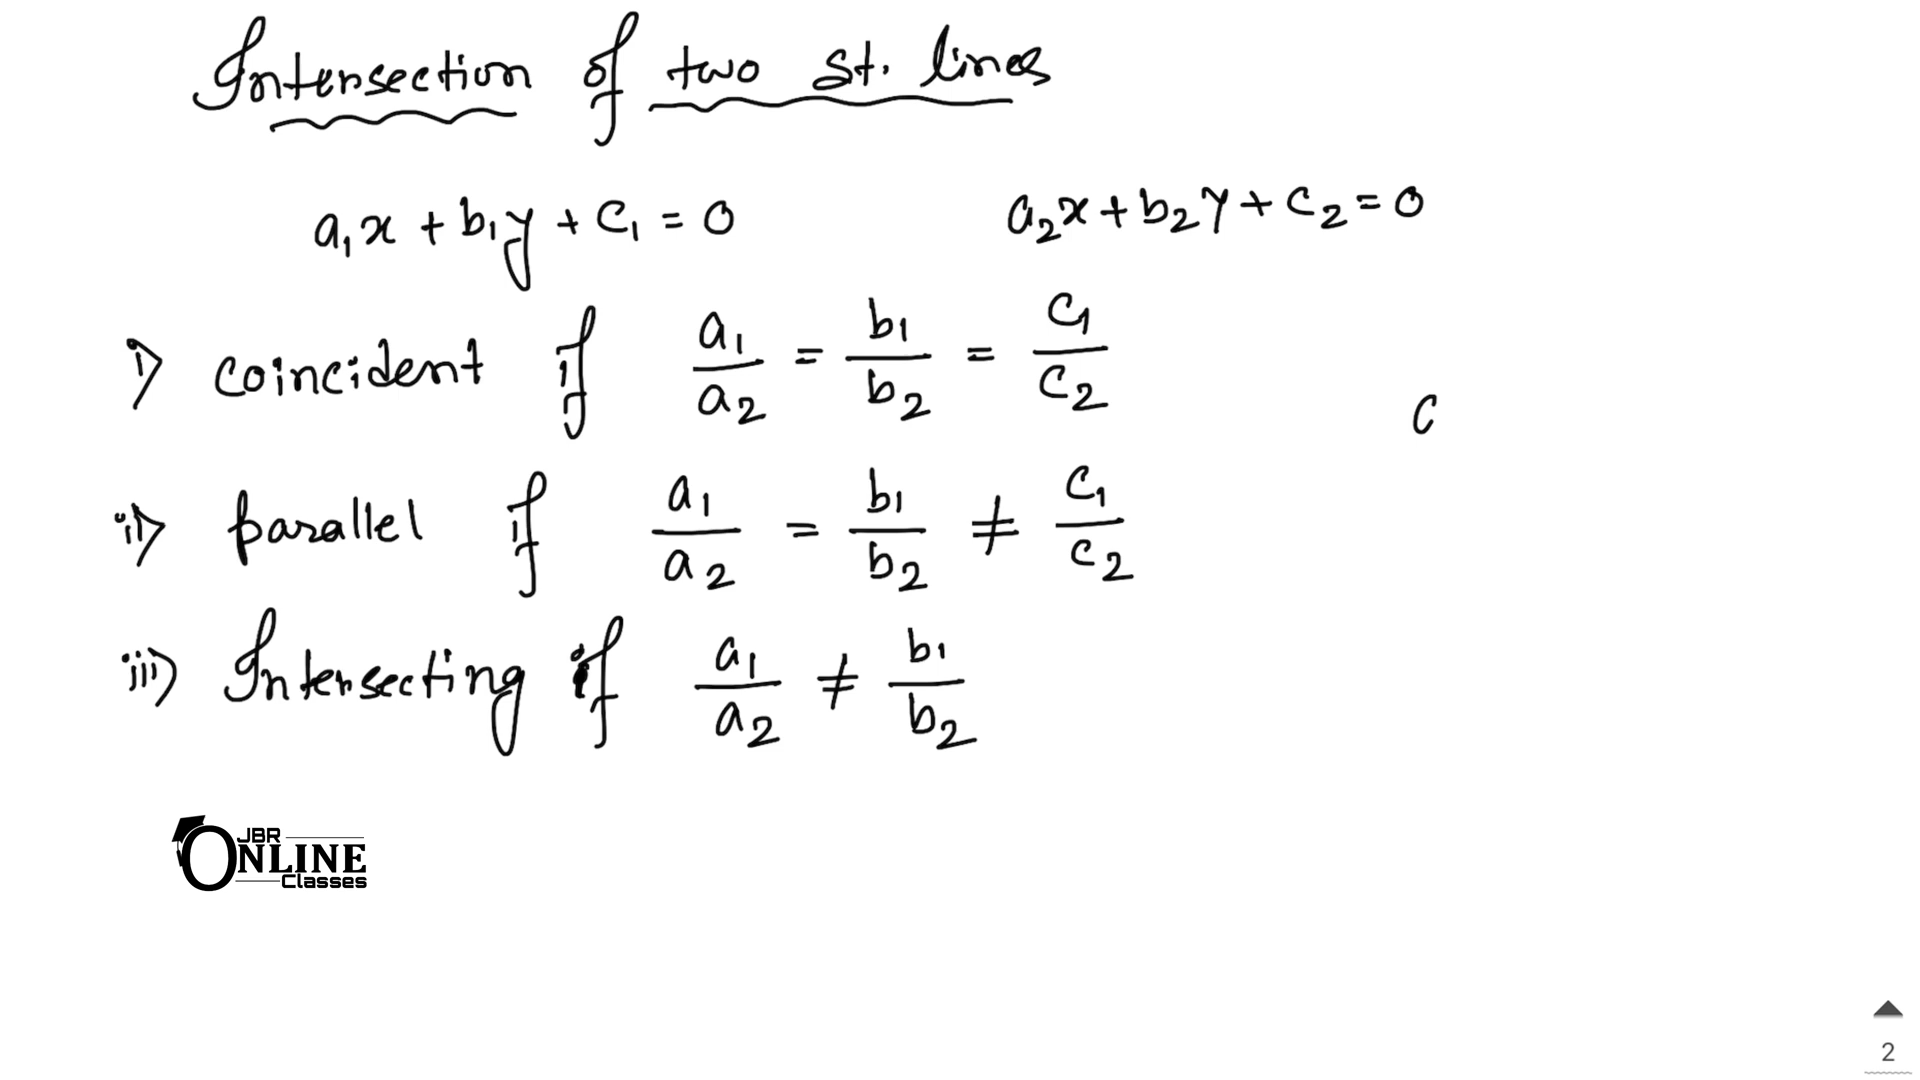 Intersection of two st. lines
a₁x + b₁y + c₁ = 0    a₂x + b₂y + c₂ = 0
i) coincident if a₁/a₂ = b₁/b₂ = c₁/c₂
C
ii) parallel if a₁/a₂ = b₁/b₂ ≠ c₁/c₂
iii) Intersecting if a₁/a₂ ≠ b₁/b₂
JBR
ONLINE
Classes
2